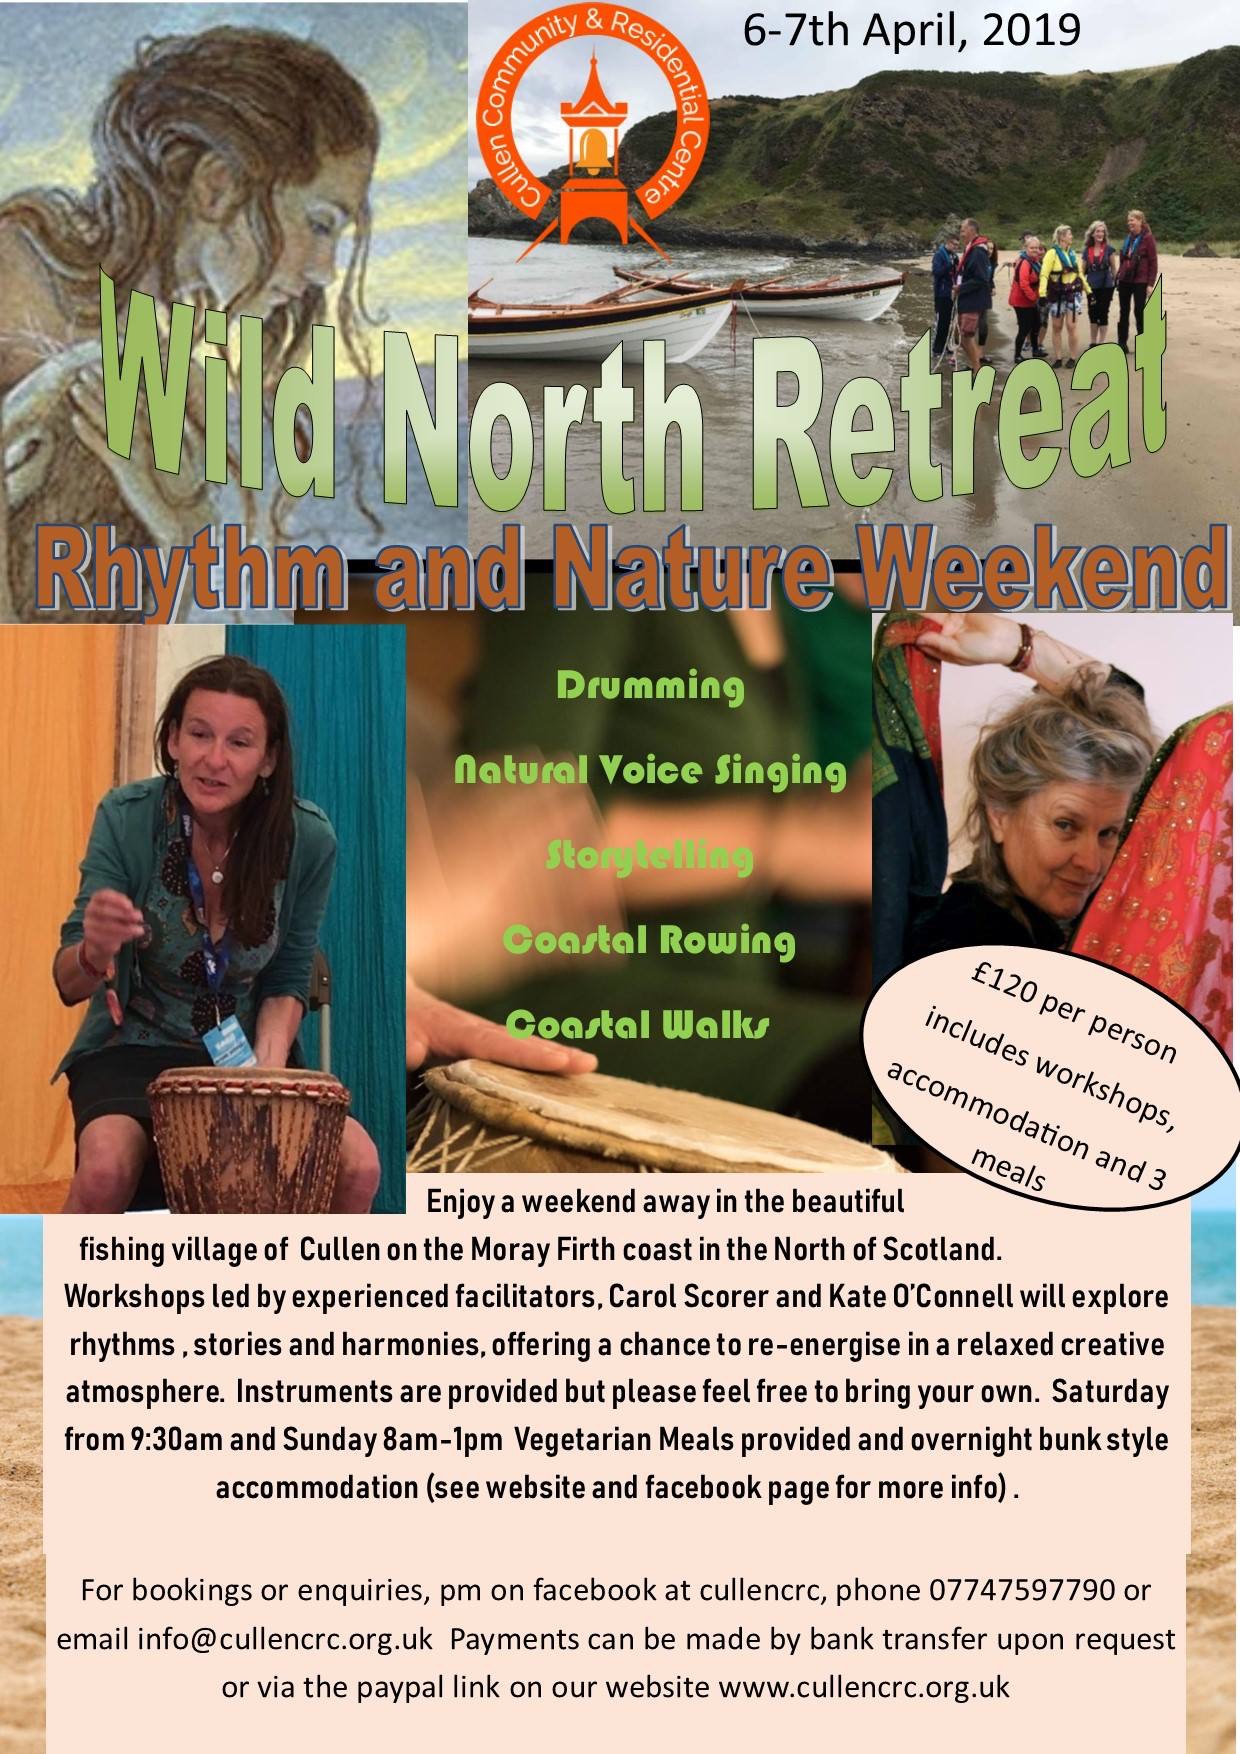 6-7th April, 2019
Cullen Community & Residential Centre
Wild North Retreat
Rhythm and Nature Weekend
Drumming
Natural Voice Singing
Storytelling
Coastal Rowing
Coastal Walks
£120 per person
includes workshops,
accommodation and 3
meals
Enjoy a weekend away in the beautiful
fishing village of Cullen on the Moray Firth coast in the North of Scotland.
Workshops led by experienced facilitators, Carol Scorer and Kate O'Connell will explore
rhythms , stories and harmonies, offering a chance to re-energise in a relaxed creative
atmosphere. Instruments are provided but please feel free to bring your own. Saturday
from 9:30am and Sunday 8am-1pm Vegetarian Meals provided and overnight bunk style
accommodation (see website and facebook page for more info) .
For bookings or enquiries, pm on facebook at cullencrc, phone 07747597790 or
email info@cullencrc.org.uk Payments can be made by bank transfer upon request
or via the paypal link on our website www.cullencrc.org.uk